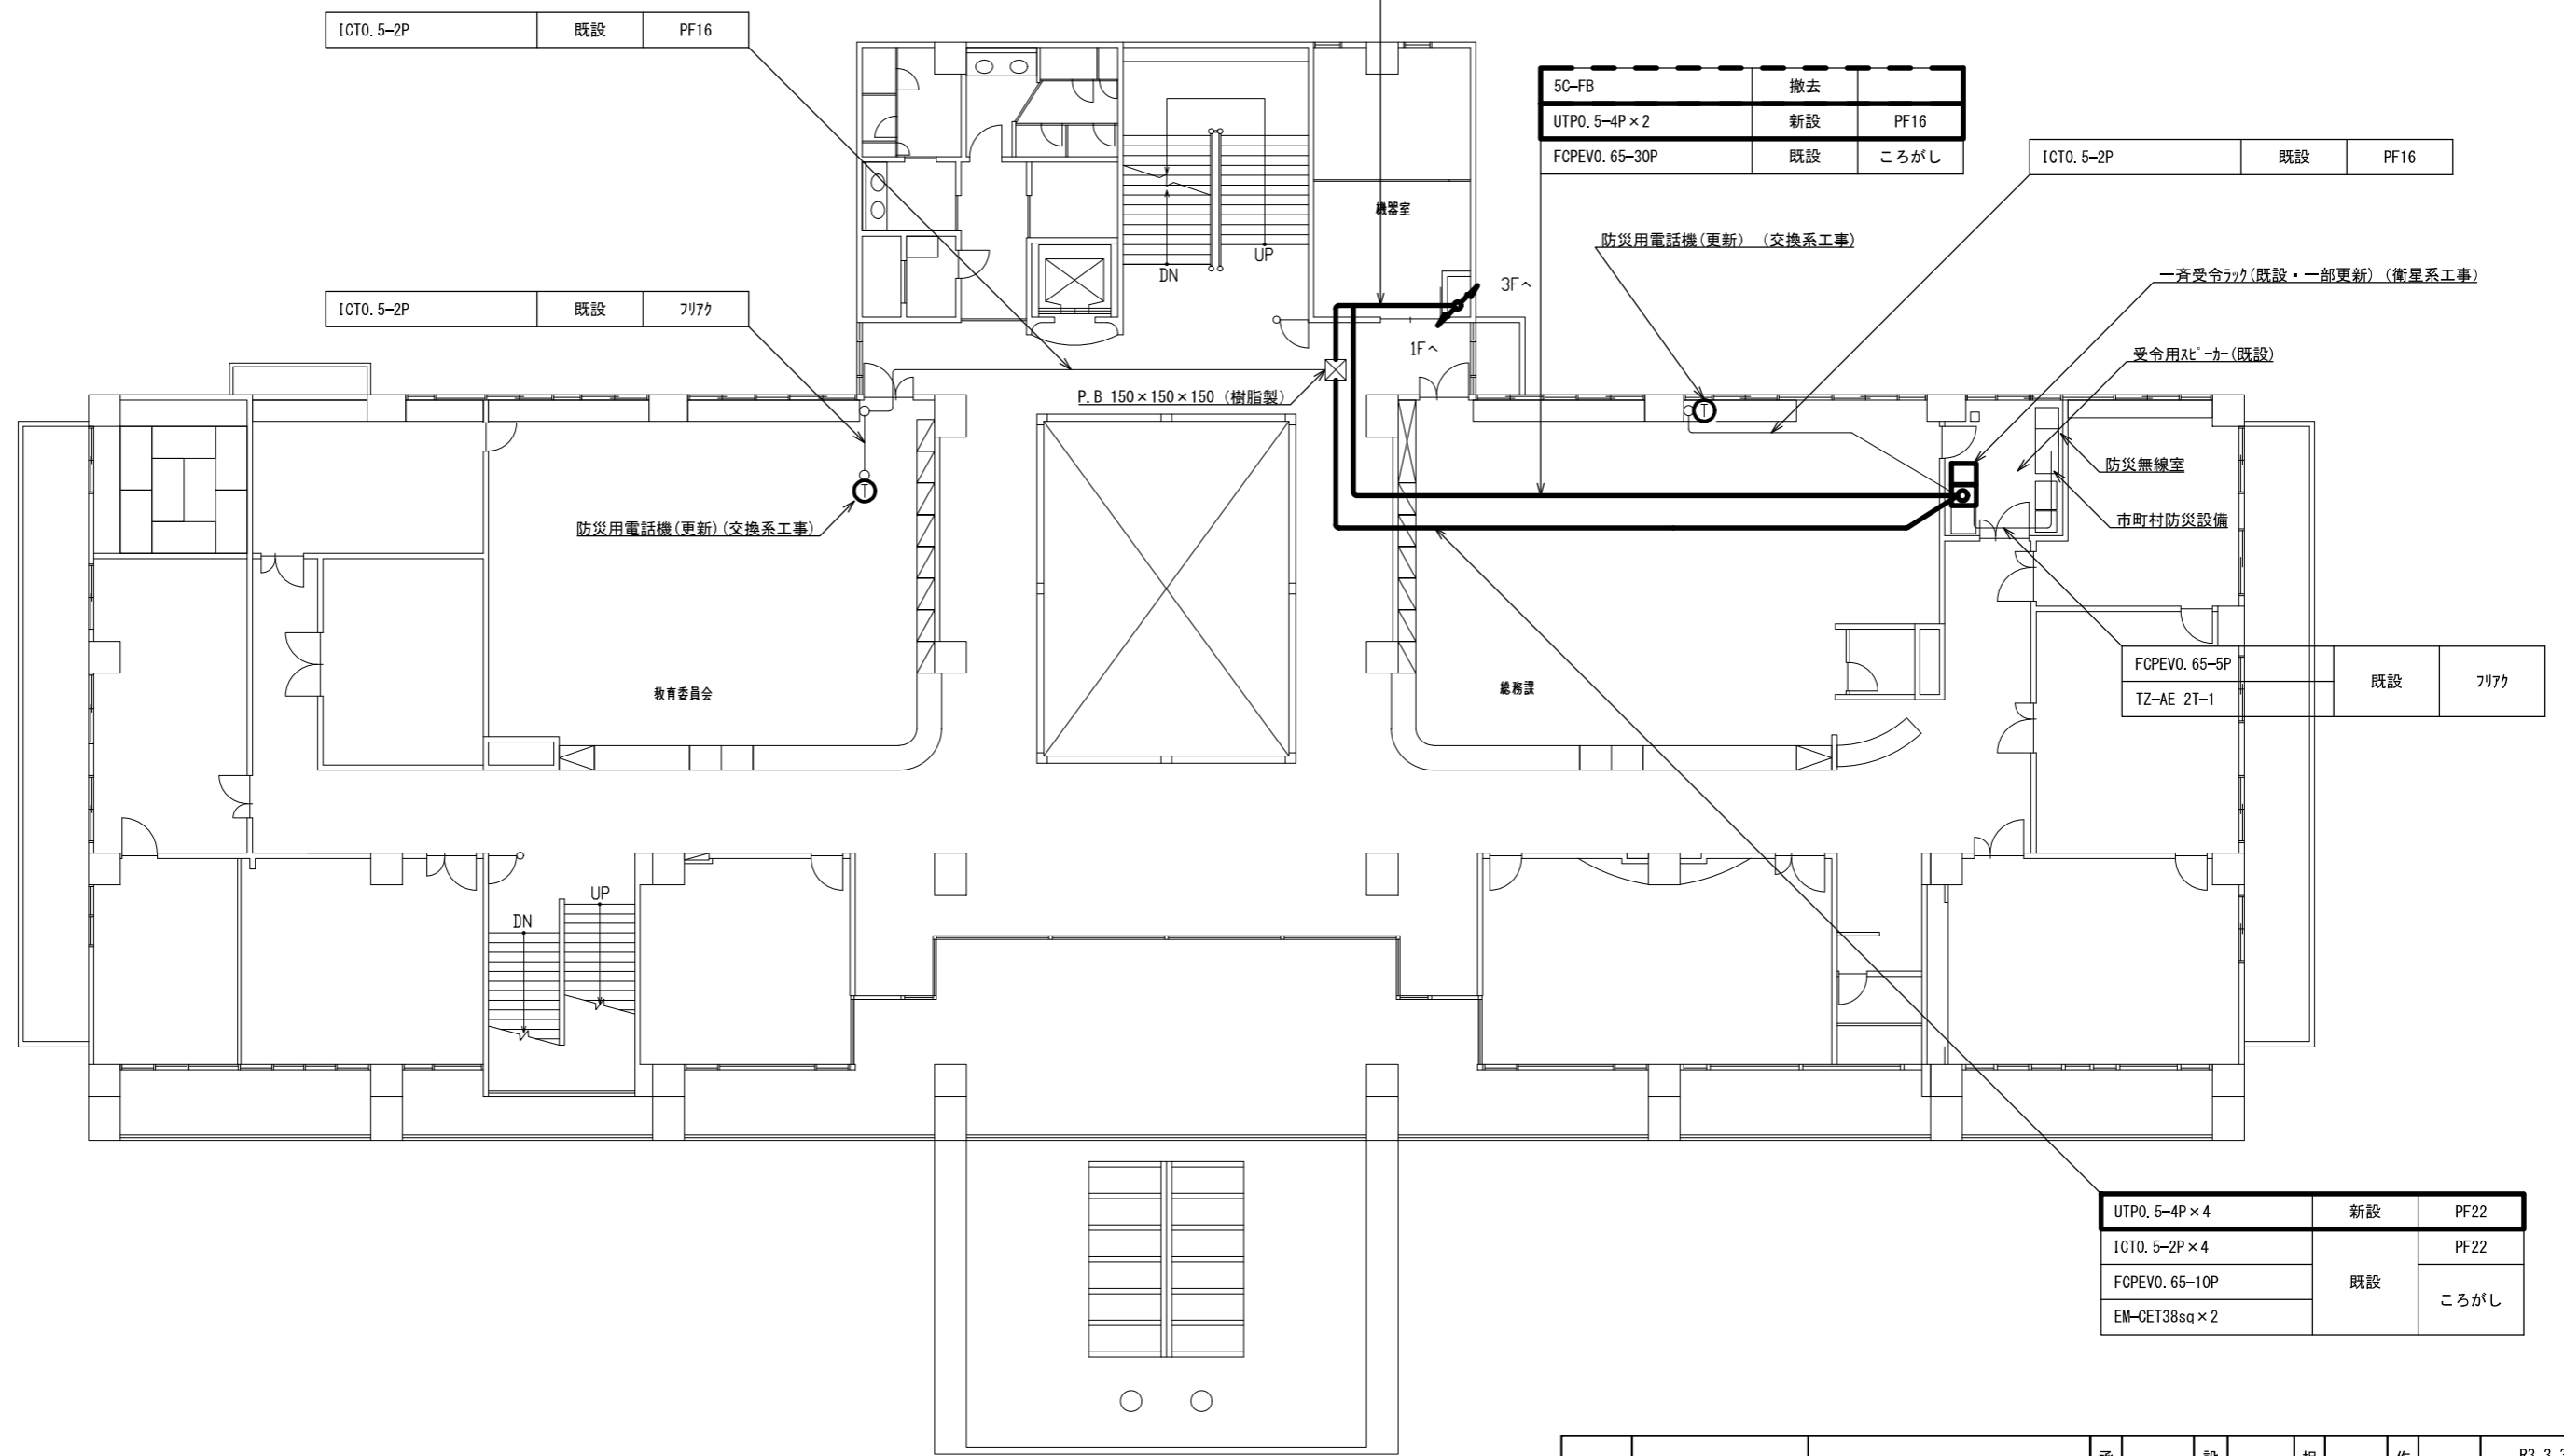 ICT0.5-2P 既設 PF16
5C-FB 撤去
UTP0.5-4P×2 新設 PF16
FCPEV0.65-30P 既設 ころがし
ICT0.5-2P 既設 PF16
機器室
防災用電話機(更新) (交換系工事)
UP
DN
3Fへ
一斉受令ラック(既設・一部更新) (衛星系工事)
ICT0.5-2P 既設 フリアク
1Fへ
受令用スピーカー(既設)
P.B 150×150×150 (樹脂製)
T
防災無線室
T
市町村防災設備
防災用電話機(更新)(交換系工事)
FCPEV0.65-5P 既設 フリアク
TZ-AE 2T-1
教育委員会
総務課
UP
DN
UTP0.5-4P×4 新設 PF22
ICT0.5-2P×4 既設 PF22
FCPEV0.65-10P ころがし
EM-CET38sq×2